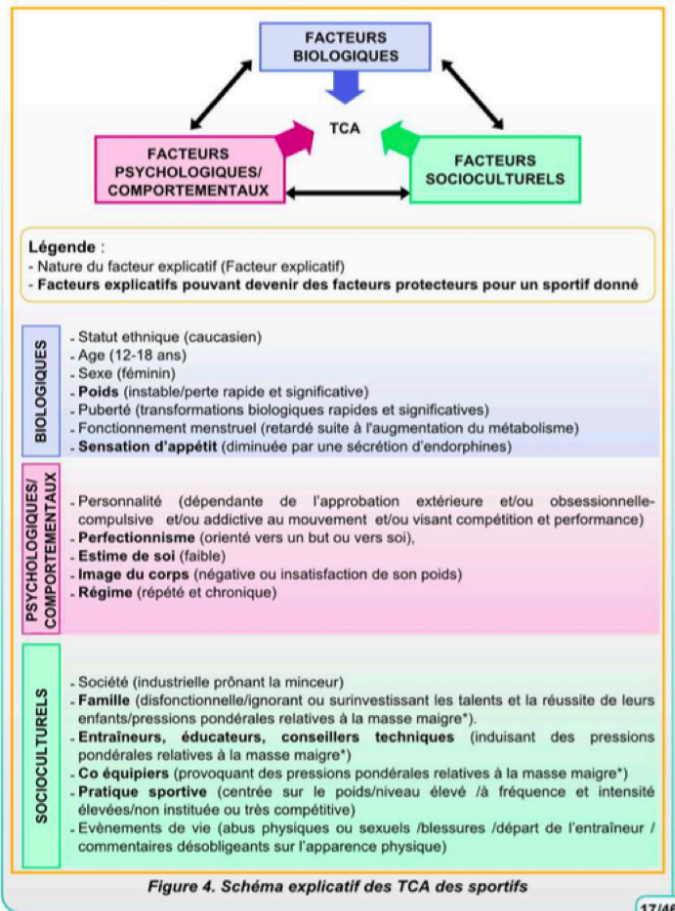 FACTEURS
BIOLOGIQUES
TCA
FACTEURS
PSYCHOLOGIQUES/
COMPORTEMENTAUX
FACTEURS
SOCIOCULTURELS
Légende :
- Nature du facteur explicatif (Facteur explicatif)
- Facteurs explicatifs pouvant devenir des facteurs protecteurs pour un sportif donné
BIOLOGIQUES
- Statut ethnique (caucasien)
- Age (12-18 ans)
- Sexe (féminin)
- Poids (instable/perte rapide et significative)
- Puberté (transformations biologiques rapides et significatives)
- Fonctionnement menstruel (retardé suite à l'augmentation du métabolisme)
- Sensation d'appétit (diminuée par une sécrétion d'endorphines)
PSYCHOLOGIQUES/
COMPORTEMENTAUX
- Personnalité (dépendante de l'approbation extérieure et/ou obsessionnelle-
compulsive et/ou addictive au mouvement et/ou visant compétition et performance)
- Perfectionnisme (orienté vers un but ou vers soi),
- Estime de soi (faible)
- Image du corps (négative ou insatisfaction de son poids)
- Régime (répété et chronique)
SOCIOCULTURELS
- Société (industrielle prônant la minceur)
- Famille (disfonctionnelle/ignorant ou surinvestissant les talents et la réussite de leurs
enfants/pressions pondérales relatives à la masse maigre*).
- Entraîneurs, éducateurs, conseillers techniques (induisant des pressions
pondérales relatives à la masse maigre*)
- Co équipiers (provoquant des pressions pondérales relatives à la masse maigre*)
- Pratique sportive (centrée sur le poids/niveau élevé /à fréquence et intensité
élevées/non instituée ou très compétitive)
- Evènements de vie (abus physiques ou sexuels /blessures /départ de l'entraîneur /
commentaires désobligeants sur l'apparence physique)
Figure 4. Schéma explicatif des TCA des sportifs
17/46